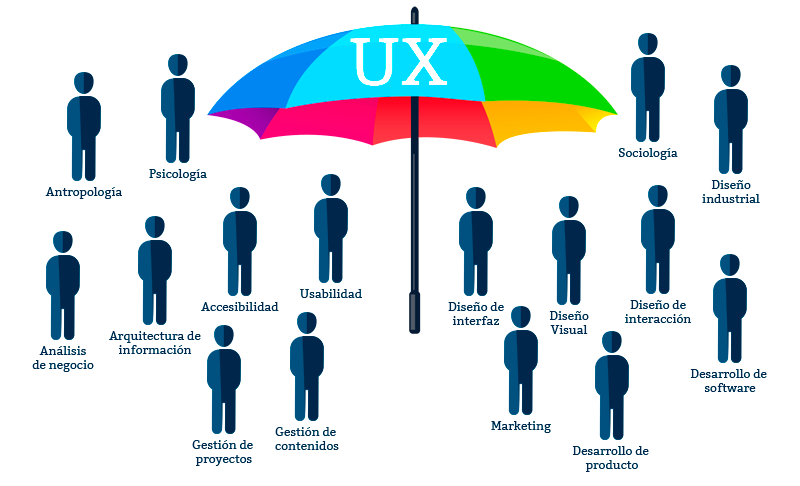 UX
Antropología
Psicología
Sociología
Diseño
industrial
Análisis
de negocio
Arquitectura de
información
Accesibilidad
Usabilidad
Diseño de
interfaz
Diseño
Visual
Diseño de
interacción
Desarrollo de
software
Gestión de
proyectos
Gestión de
contenidos
Marketing
Desarrollo de
producto